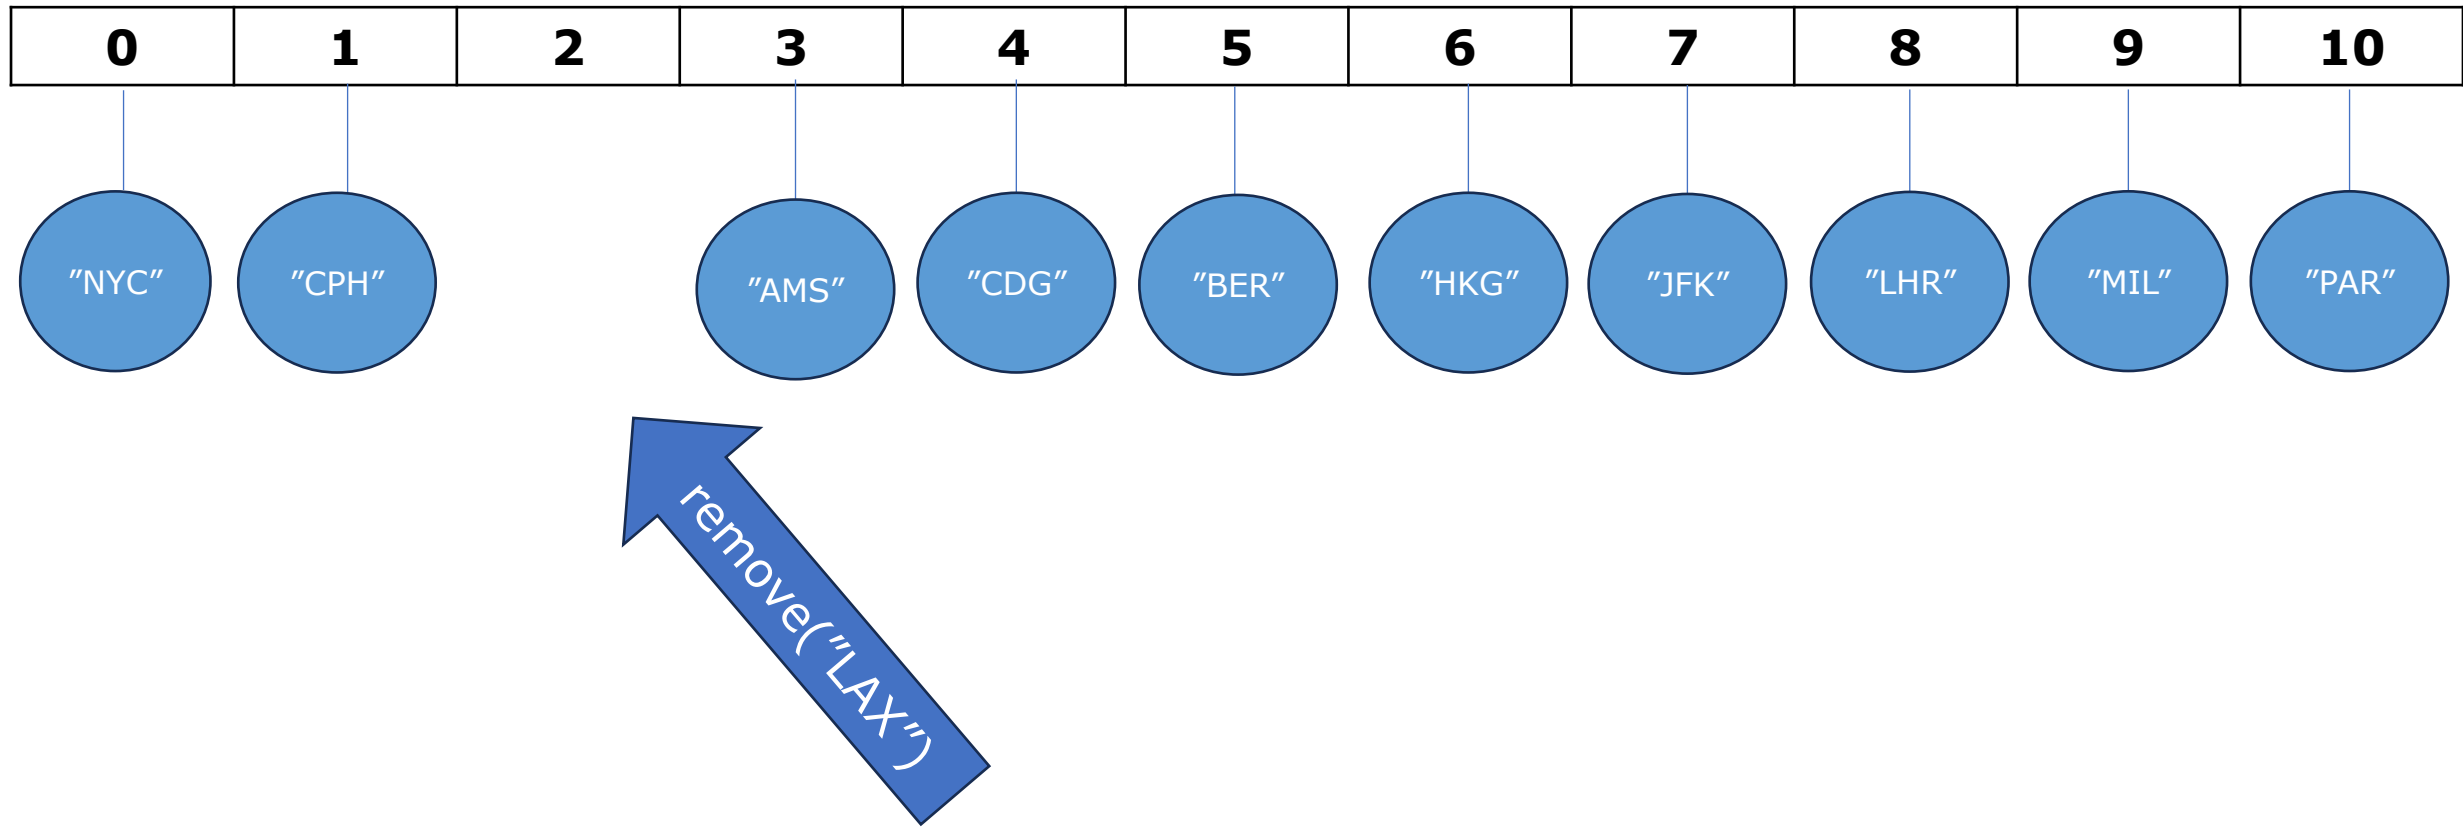 0 1 2 3 4 5 6 7 8 9 10
″NYC″ ″CPH″ ″AMS″ ″CDG″ ″BER″ ″HKG″ ″JFK″ ″LHR″ ″MIL″ ″PAR″
remove(″LAX″)